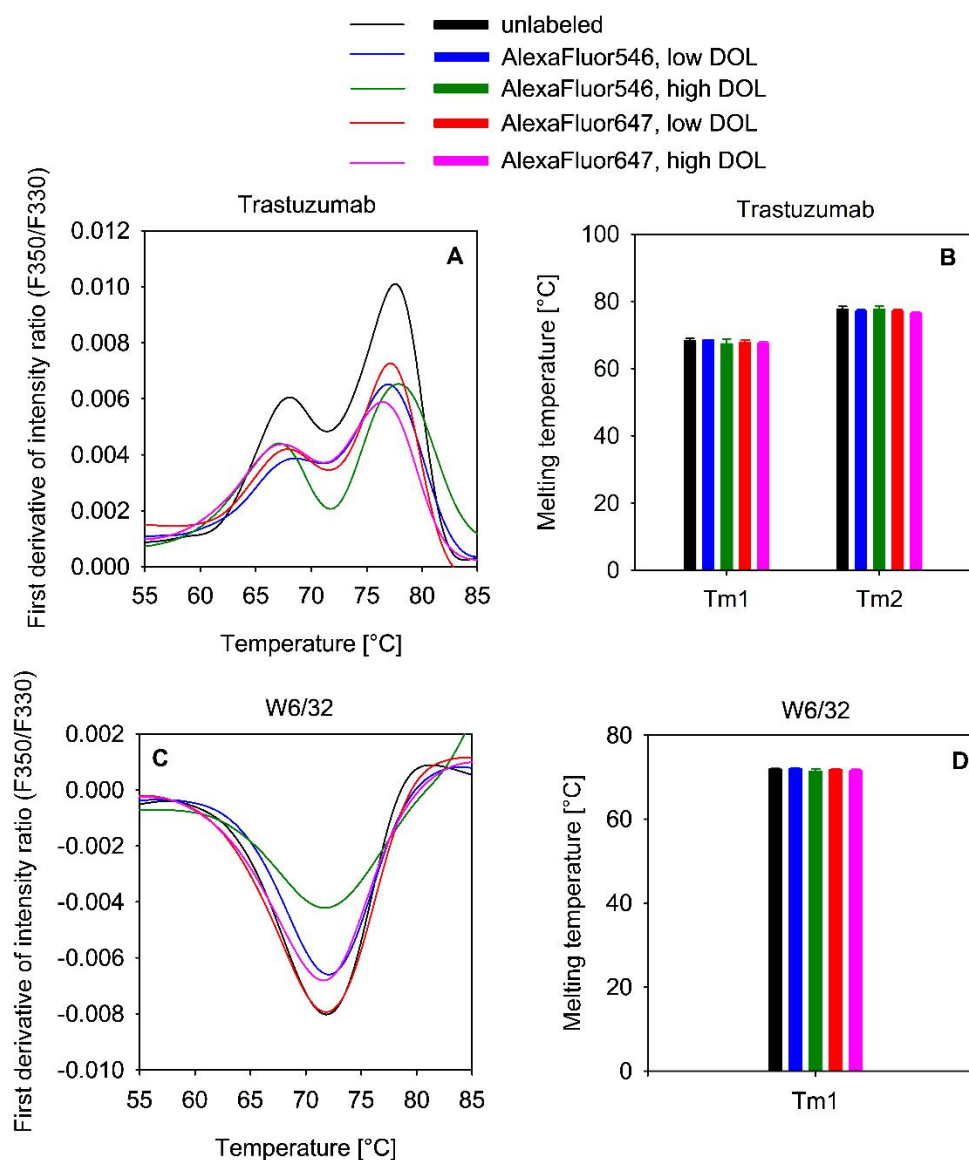 unlabeled
AlexaFluor546, low DOL
AlexaFluor546, high DOL
AlexaFluor647, low DOL
AlexaFluor647, high DOL
Trastuzumab
A
First derivative of intensity ratio (F350/F330)
0.012
0.010
0.008
0.006
0.004
0.002
0.000
55 60 65 70 75 80 85
Temperature [°C]
Trastuzumab
B
Melting temperature [°C]
100
80
60
40
20
0
Tm1 Tm2
W6/32
C
First derivative of intensity ratio (F350/F330)
0.002
0.000
-0.002
-0.004
-0.006
-0.008
-0.010
55 60 65 70 75 80 85
Temperature [°C]
W6/32
D
Melting temperature [°C]
80
60
40
20
0
Tm1